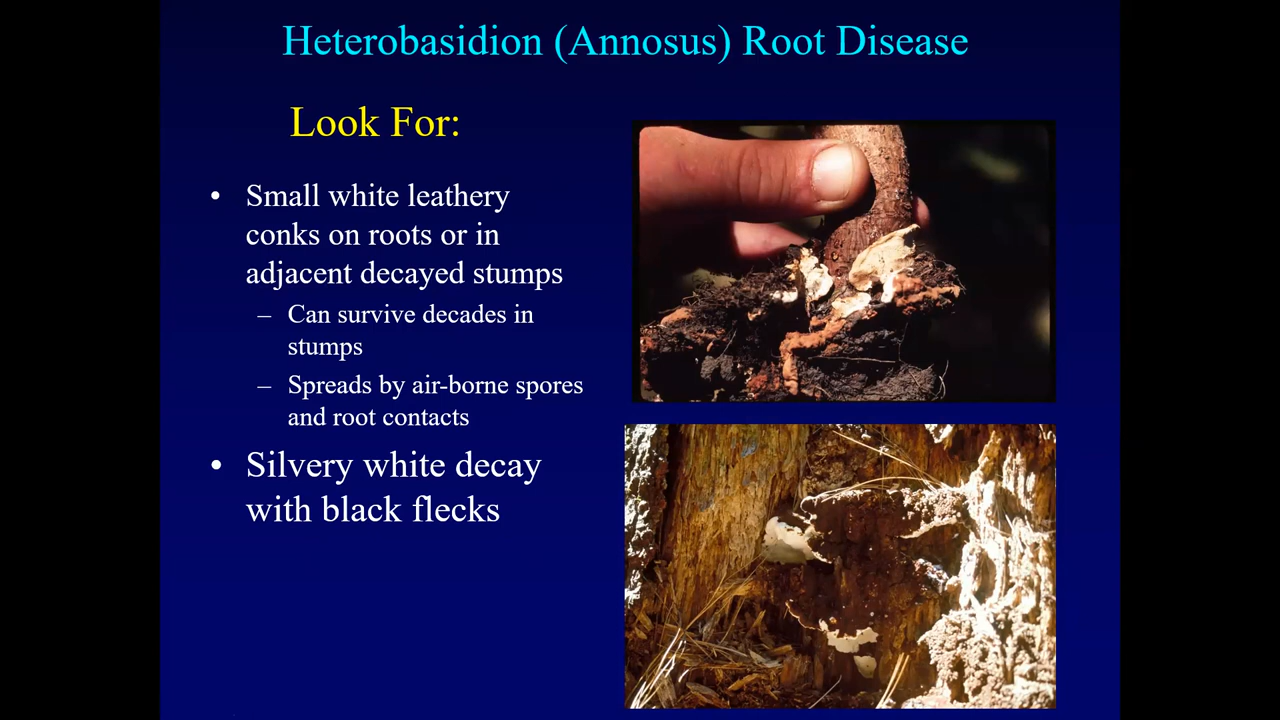 Heterobasidion (Annosus) Root Disease
Look For:
• Small white leathery
conks on roots or in
adjacent decayed stumps
– Can survive decades in
stumps
– Spreads by air-borne spores
and root contacts
• Silvery white decay
with black flecks